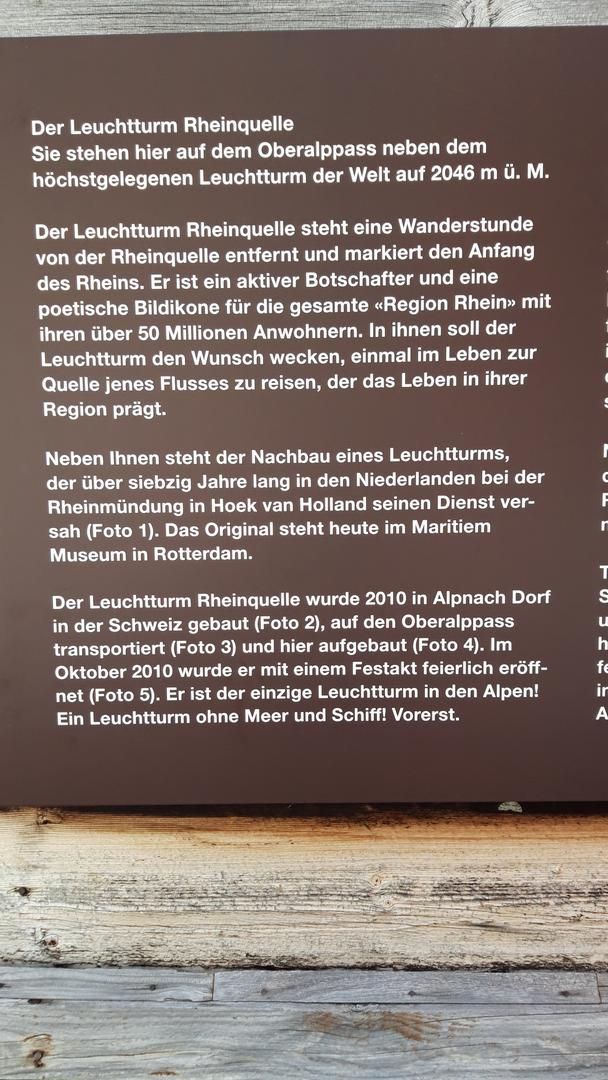 Der Leuchtturm Rheinquelle
Sie stehen hier auf dem Oberalppass neben dem
höchstgelegenen Leuchtturm der Welt auf 2046 m ü. M.
Der Leuchtturm Rheinquelle steht eine Wanderstunde
von der Rheinquelle entfernt und markiert den Anfang
des Rheins. Er ist ein aktiver Botschafter und eine
poetische Bildikone für die gesamte «Region Rhein» mit
ihren über 50 Millionen Anwohnern. In ihnen soll der
Leuchtturm den Wunsch wecken, einmal im Leben zur
Quelle jenes Flusses zu reisen, der das Leben in ihrer
Region prägt.
Neben Ihnen steht der Nachbau eines Leuchtturms,
der über siebzig Jahre lang in den Niederlanden bei der
Rheinmündung in Hoek van Holland seinen Dienst ver-
sah (Foto 1). Das Original steht heute im Maritiem
Museum in Rotterdam.
Der Leuchtturm Rheinquelle wurde 2010 in Alpnach Dorf
in der Schweiz gebaut (Foto 2), auf den Oberalppass
transportiert (Foto 3) und hier aufgebaut (Foto 4). Im
Oktober 2010 wurde er mit einem Festakt feierlich eröff-
net (Foto 5). Er ist der einzige Leuchtturm in den Alpen!
Ein Leuchtturm ohne Meer und Schiff! Vorerst.